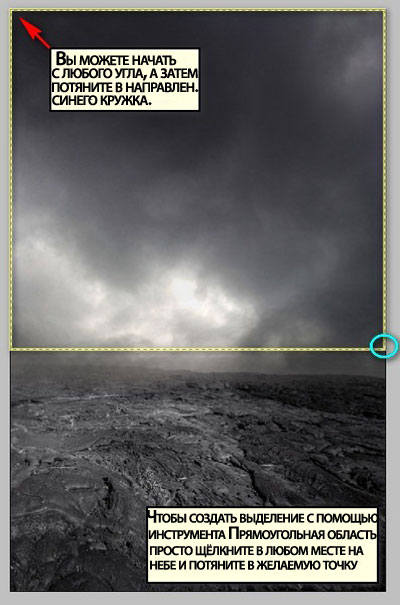 Вы можете начать
с любого угла, а затем
потяните в направлен.
синего кружка.
Чтобы создать выделение с помощью
инструмента Прямоугольная область
просто щёлкните в любом месте на
небе и потяните в желаемую точку